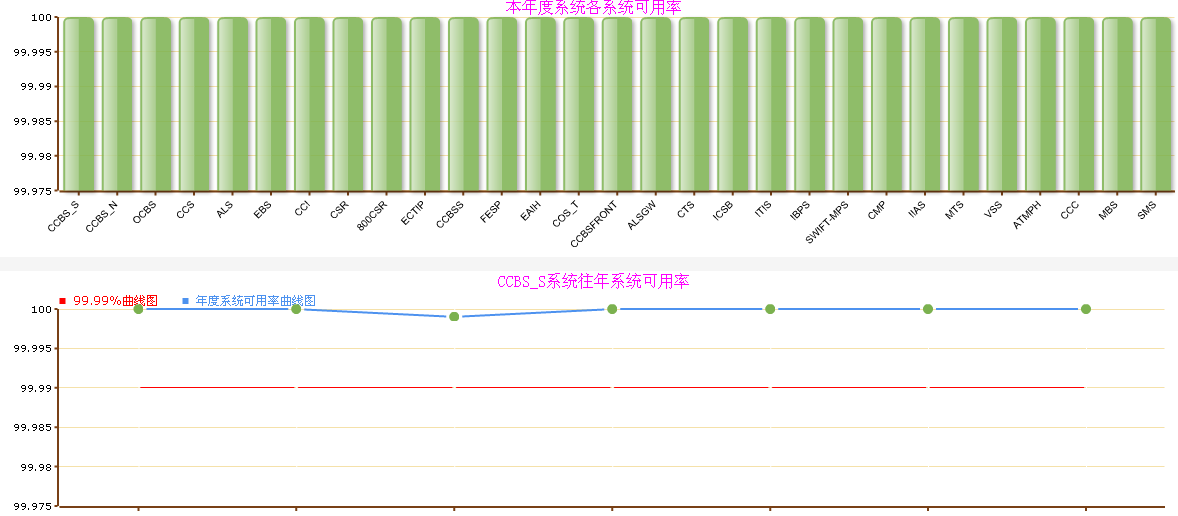 本年度系统各系统可用率
100
99.995
99.99
99.985
99.98
99.975
CCBS_S
CCBS_N
OCBS
CCS
ALS
EBS
CCI
CSR
800CSR
ECTIP
CCBSS
FESP
EAIH
COS_T
CCBSFRONT
ALSGW
CTS
ICSB
ITIS
IBPS
SWIFT-MPS
CMP
IIAS
MTS
VSS
ATMPH
CCC
MBS
SMS
CCBS_S系统往年系统可用率
99.99%曲线图 年度系统可用率曲线图
100
99.995
99.99
99.985
99.98
99.975